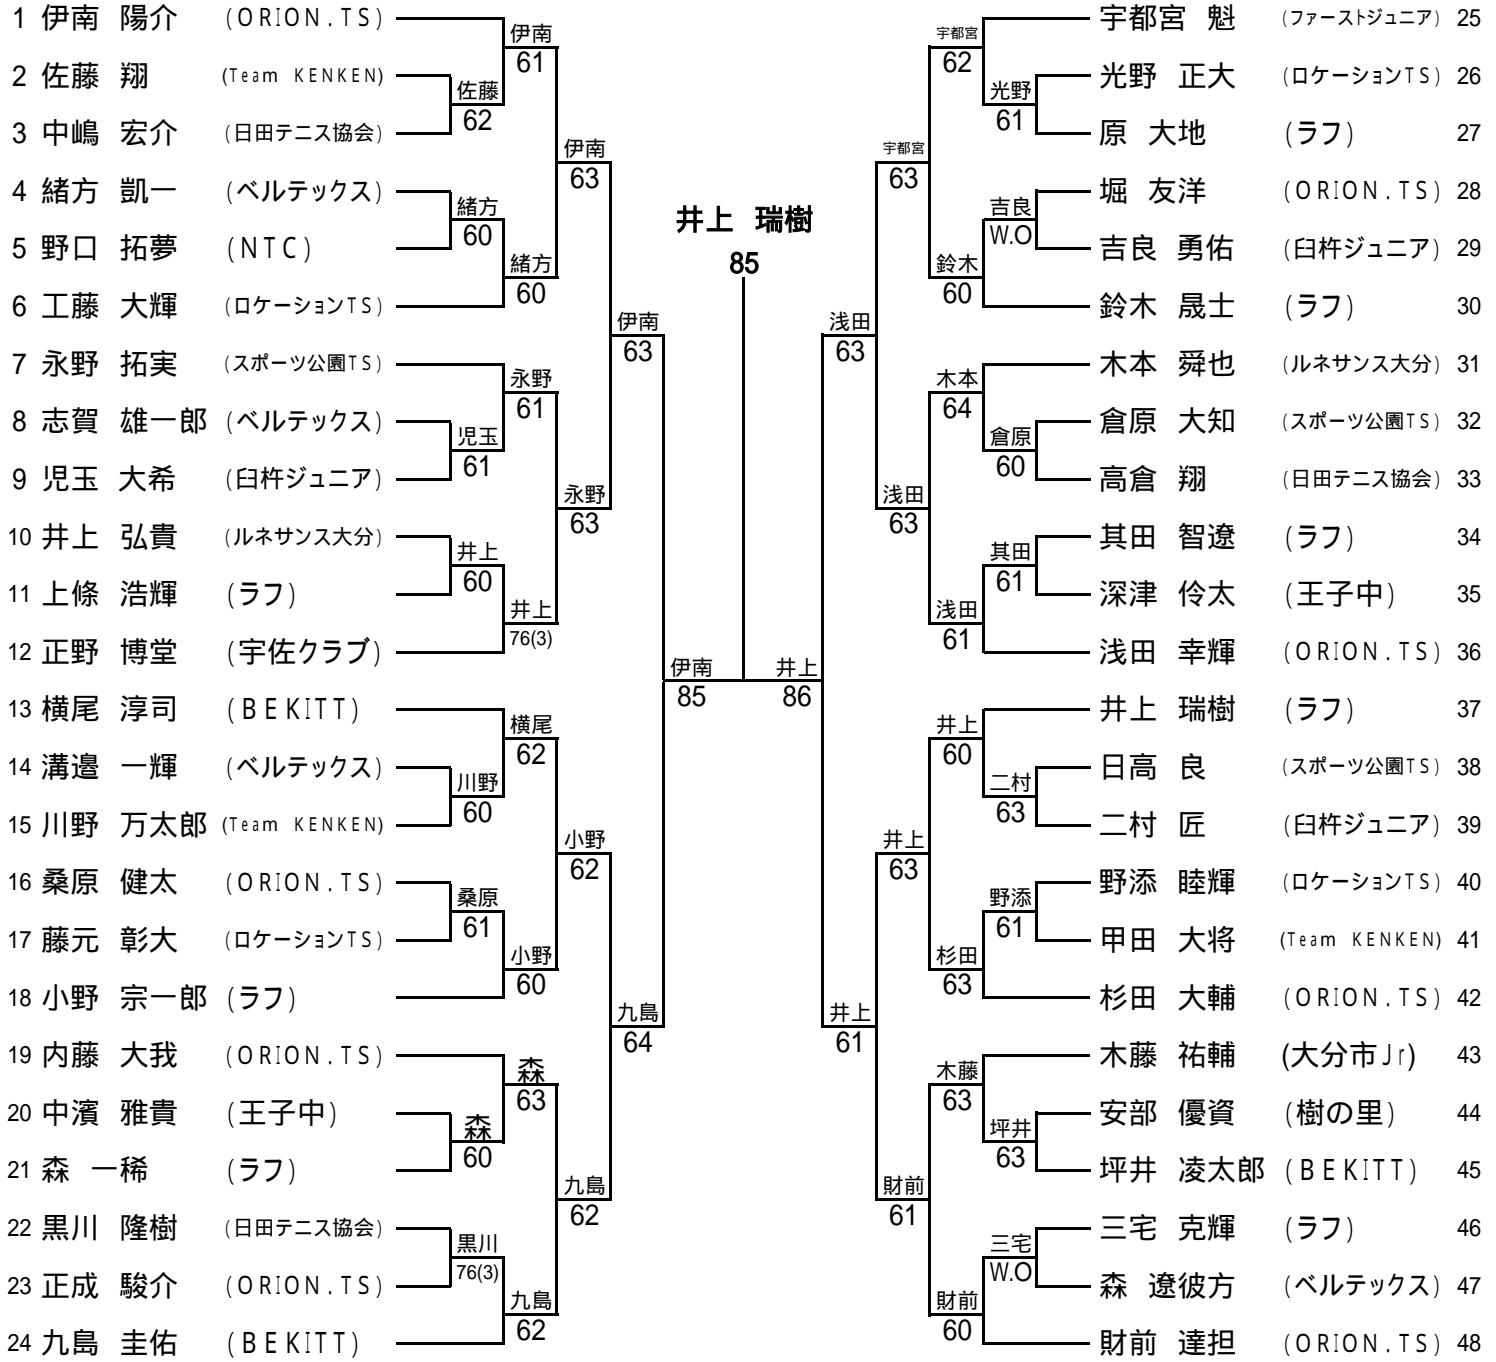 1 伊南 陽介 (ORION.TS)
2 佐藤 翔 (Team KENKEN)
3 中嶋 宏介 (日田テニス協会)
4 緒方 凱一 (ベルテックス)
5 野口 拓夢 (NTC)
6 工藤 大輝 (ロケーションTS)
7 永野 拓実 (スポーツ公園TS)
8 志賀 雄一郎 (ベルテックス)
9 児玉 大希 (臼杵ジュニア)
10 井上 弘貴 (ルネサンス大分)
11 上條 浩輝 (ラフ)
12 正野 博堂 (宇佐クラブ)
13 横尾 淳司 (BEKITT)
14 溝邉 一輝 (ベルテックス)
15 川野 万太郎 (Team KENKEN)
16 桑原 健太 (ORION.TS)
17 藤元 彰大 (ロケーションTS)
18 小野 宗一郎 (ラフ)
19 内藤 大我 (ORION.TS)
20 中濱 雅貴 (王子中)
21 森 一稀 (ラフ)
22 黒川 隆樹 (日田テニス協会)
23 正成 駿介 (ORION.TS)
24 九島 圭佑 (BEKITT)
佐藤
62
緒方
60
児玉
61
井上
60
川野
60
桑原
61
森
60
黒川
76(3)
伊南
61
緒方
60
永野
61
井上
76(3)
横尾
62
小野
60
森
63
九島
62
伊南
63
永野
63
小野
62
九島
62
伊南
63
九島
64
伊南
85
井上 瑞樹
85
井上
86
浅田
63
井上
61
宇都宮
63
浅田
63
井上
63
財前
61
宇都宮
62
鈴木
60
木本
64
浅田
61
井上
60
杉田
63
木藤
63
財前
60
光野
61
吉良
W.O
倉原
60
其田
61
二村
63
野添
61
坪井
63
三宅
W.O
宇都宮 魁 (ファーストジュニア) 25
光野 正大 (ロケーションTS) 26
原 大地 (ラフ) 27
堀 友洋 (ORION.TS) 28
吉良 勇佑 (臼杵ジュニア) 29
鈴木 晟士 (ラフ) 30
木本 舜也 (ルネサンス大分) 31
倉原 大知 (スポーツ公園TS) 32
高倉 翔 (日田テニス協会) 33
其田 智遼 (ラフ) 34
深津 伶太 (王子中) 35
浅田 幸輝 (ORION.TS) 36
井上 瑞樹 (ラフ) 37
日高 良 (スポーツ公園TS) 38
二村 匠 (臼杵ジュニア) 39
野添 睦輝 (ロケーションTS) 40
甲田 大将 (Team KENKEN) 41
杉田 大輔 (ORION.TS) 42
木藤 祐輔 (大分市Jr) 43
安部 優資 (樹の里) 44
坪井 凌太郎 (BEKITT) 45
三宅 克輝 (ラフ) 46
森 遼彼方 (ベルテックス) 47
財前 達担 (ORION.TS) 48